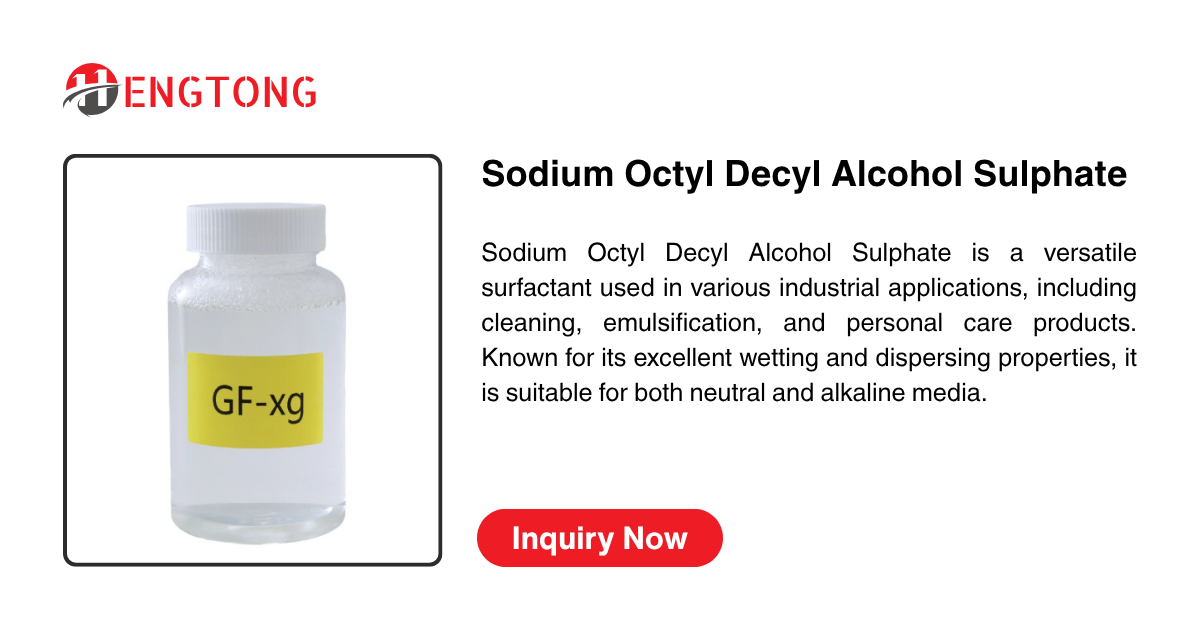 HENGTONG
Sodium Octyl Decyl Alcohol Sulphate
Sodium Octyl Decyl Alcohol Sulphate is a versatile
surfactant used in various industrial applications, including
cleaning, emulsification, and personal care products.
Known for its excellent wetting and dispersing properties, it
is suitable for both neutral and alkaline media.
GF-xg
Inquiry Now